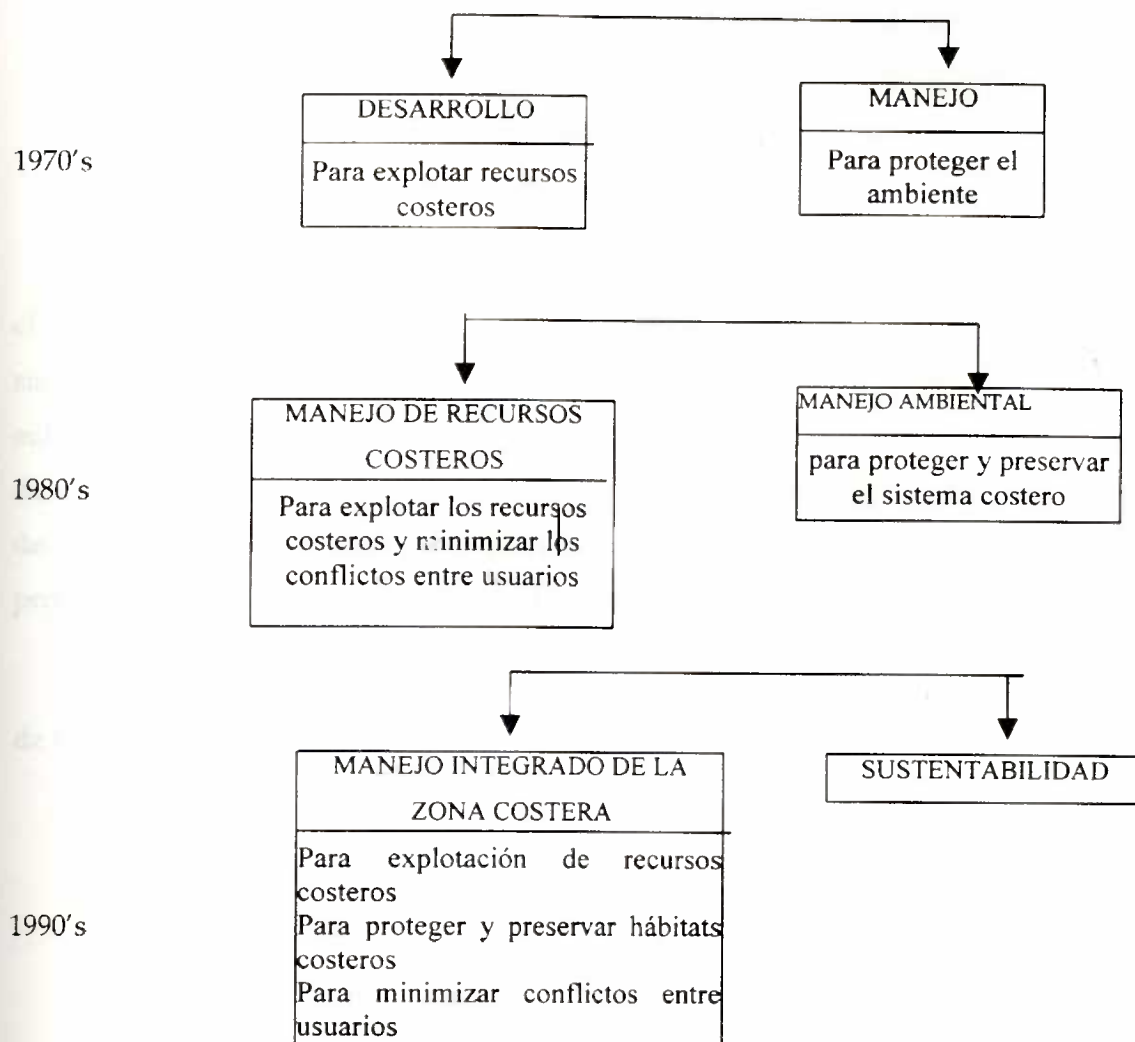 DESARROLLO
MANEJO
1970's
Para explotar recursos
costeros
Para proteger el
ambiente
MANEJO DE RECURSOS
COSTEROS
MANEJO AMBIENTAL
1980's
Para explotar los recursos
costeros y minimizar los
conflictos entre usuarios
para proteger y preservar
el sistema costero
MANEJO INTEGRADO DE LA
ZONA COSTERA
SUSTENTABILIDAD
1990's
Para explotación de recursos
costeros
Para proteger y preservar hábitats
costeros
Para minimizar conflictos entre
usuarios